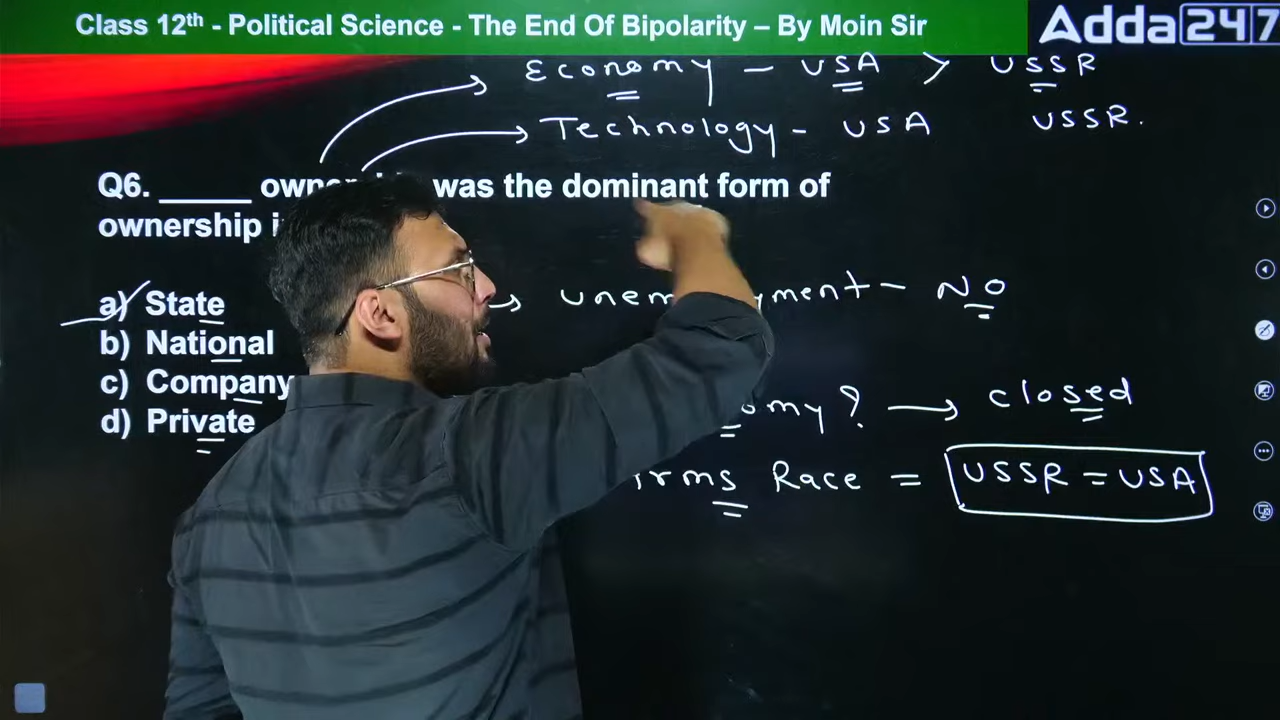 Class 12th - Political Science - The End Of Bipolarity – By Moin Sir
Adda247
Economy - USA > USSR
Technology - USA USSR.
Q6. _____ was the dominant form of
ownership
unem yment - No
a) State
b) National
c) Company
d) Private
omy? → closed
rms Race = USSR = USA